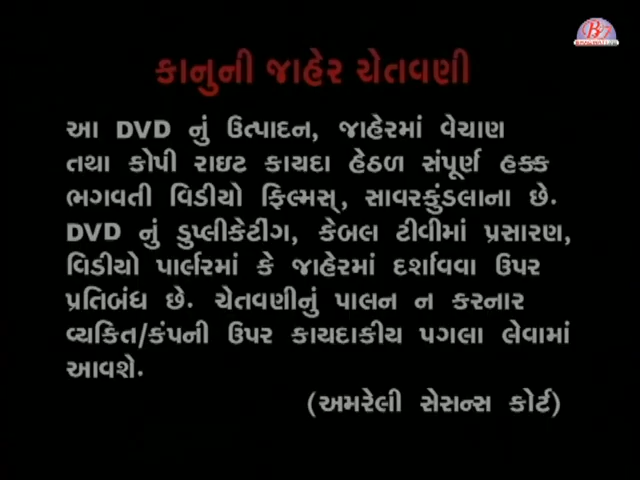 કાનુની જાહેર ચેતવણી
આ DVD નું ઉત્પાદન, જાહેરમાં વેચાણ
તથા કોપી રાઇટ કાયદા હેઠળ સંપૂર્ણ હક્ક
ભગવતી વિડીયો ફિલ્મસ્, સાવરકુંડલાના છે.
DVD નું ડુપ્લીકેટીંગ, કેબલ ટીવીમાં પ્રસારણ,
વિડીયો પાર્લરમાં કે જાહેરમાં દર્શાવવા ઉપર
પ્રતિબંધ છે. ચેતવણીનું પાલન ન કરનાર
વ્યકિત/કંપની ઉપર કાયદાકીય પગલા લેવામાં
આવશે.
(અમરેલી સેસન્સ કોર્ટ)